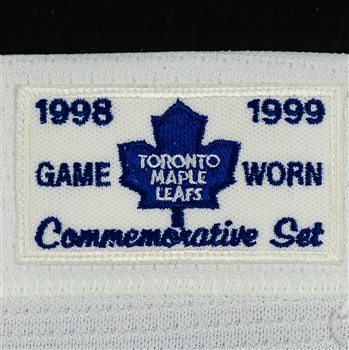 1998 1999
GAME WORN
TORONTO
MAPLE
LEAFS
Commemorative Set